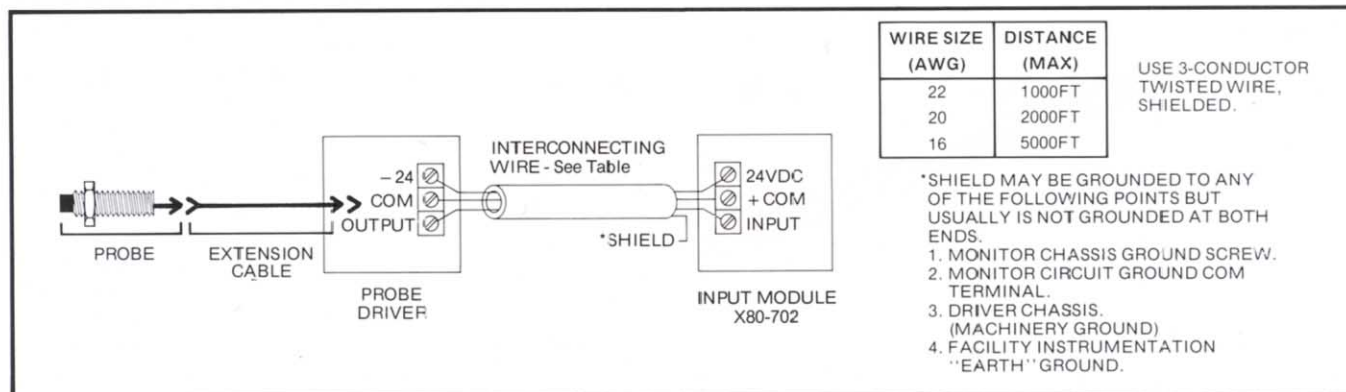 PROBE
EXTENSION
CABLE
-24
COM
OUTPUT
PROBE
DRIVER
INTERCONNECTING
WIRE - See Table
*SHIELD
24VDC
+ COM
INPUT
INPUT MODULE
X80-702
WIRE SIZE
(AWG)
DISTANCE
(MAX)
22 1000FT
20 2000FT
16 5000FT
USE 3-CONDUCTOR
TWISTED WIRE,
SHIELDED.
*SHIELD MAY BE GROUNDED TO ANY
OF THE FOLLOWING POINTS BUT
USUALLY IS NOT GROUNDED AT BOTH
ENDS.
1. MONITOR CHASSIS GROUND SCREW.
2. MONITOR CIRCUIT GROUND COM
TERMINAL.
3. DRIVER CHASSIS.
(MACHINERY GROUND)
4. FACILITY INSTRUMENTATION
"EARTH" GROUND.